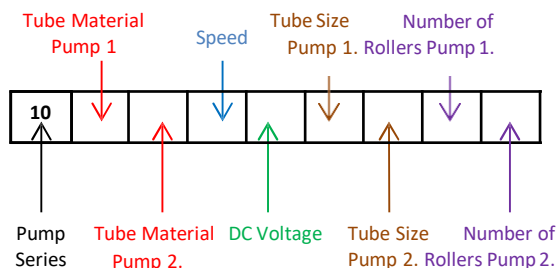 Tube Material
Pump 1
Speed
Tube Size
Pump 1.
Number of
Rollers Pump 1.
10
Pump
Series
Tube Material
Pump 2.
DC Voltage
Tube Size
Pump 2.
Number of
Rollers Pump 2.